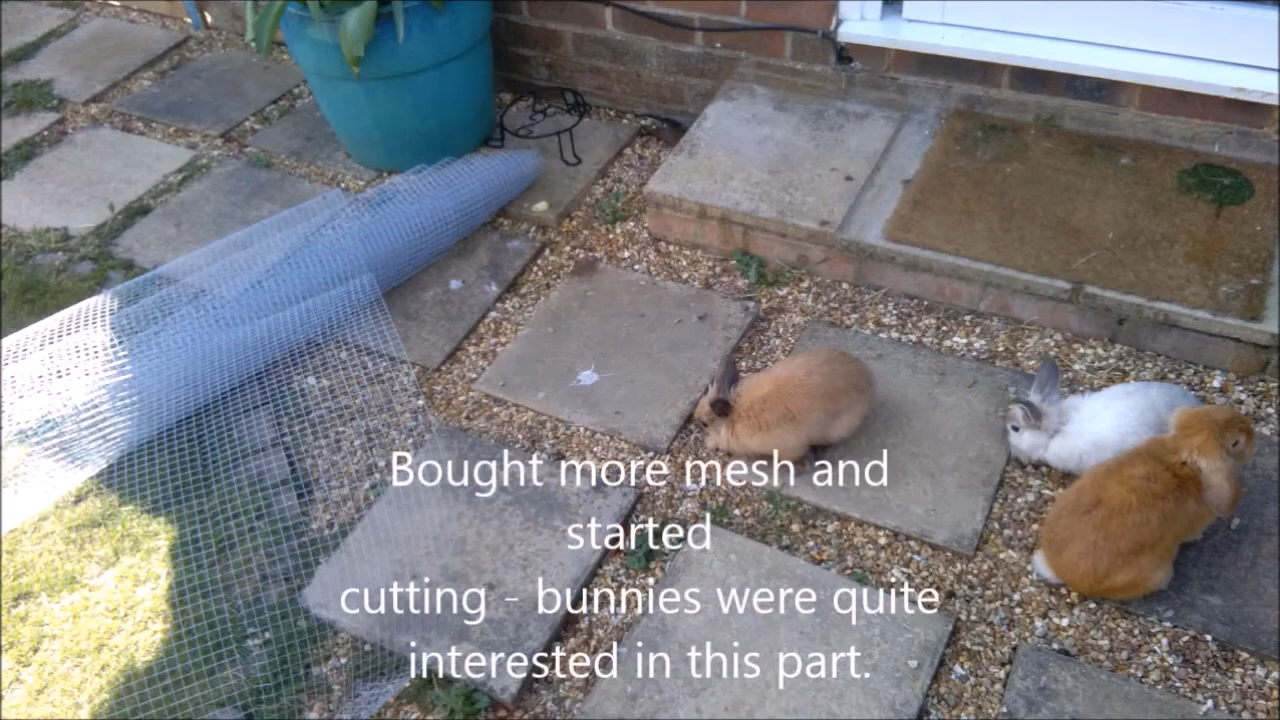 Bought more mesh and
started
cutting - bunnies were quite
interested in this part.